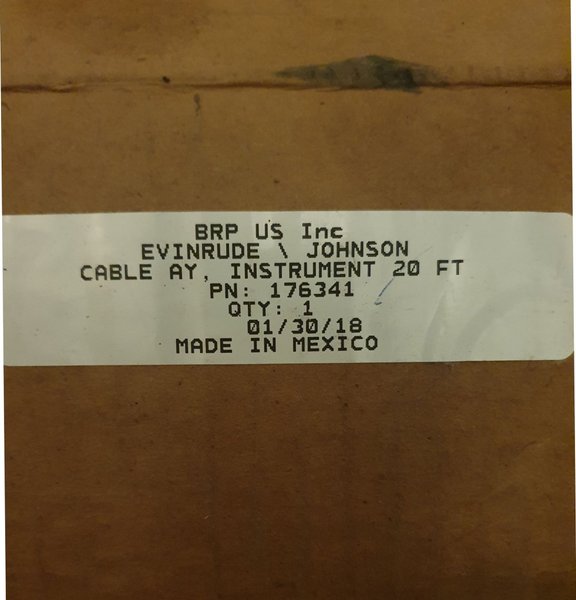 BRP US Inc
EVINRUDE \ JOHNSON
CABLE AY, INSTRUMENT 20 FT
PN: 176341
QTY: 1
01/30/18
MADE IN MEXICO